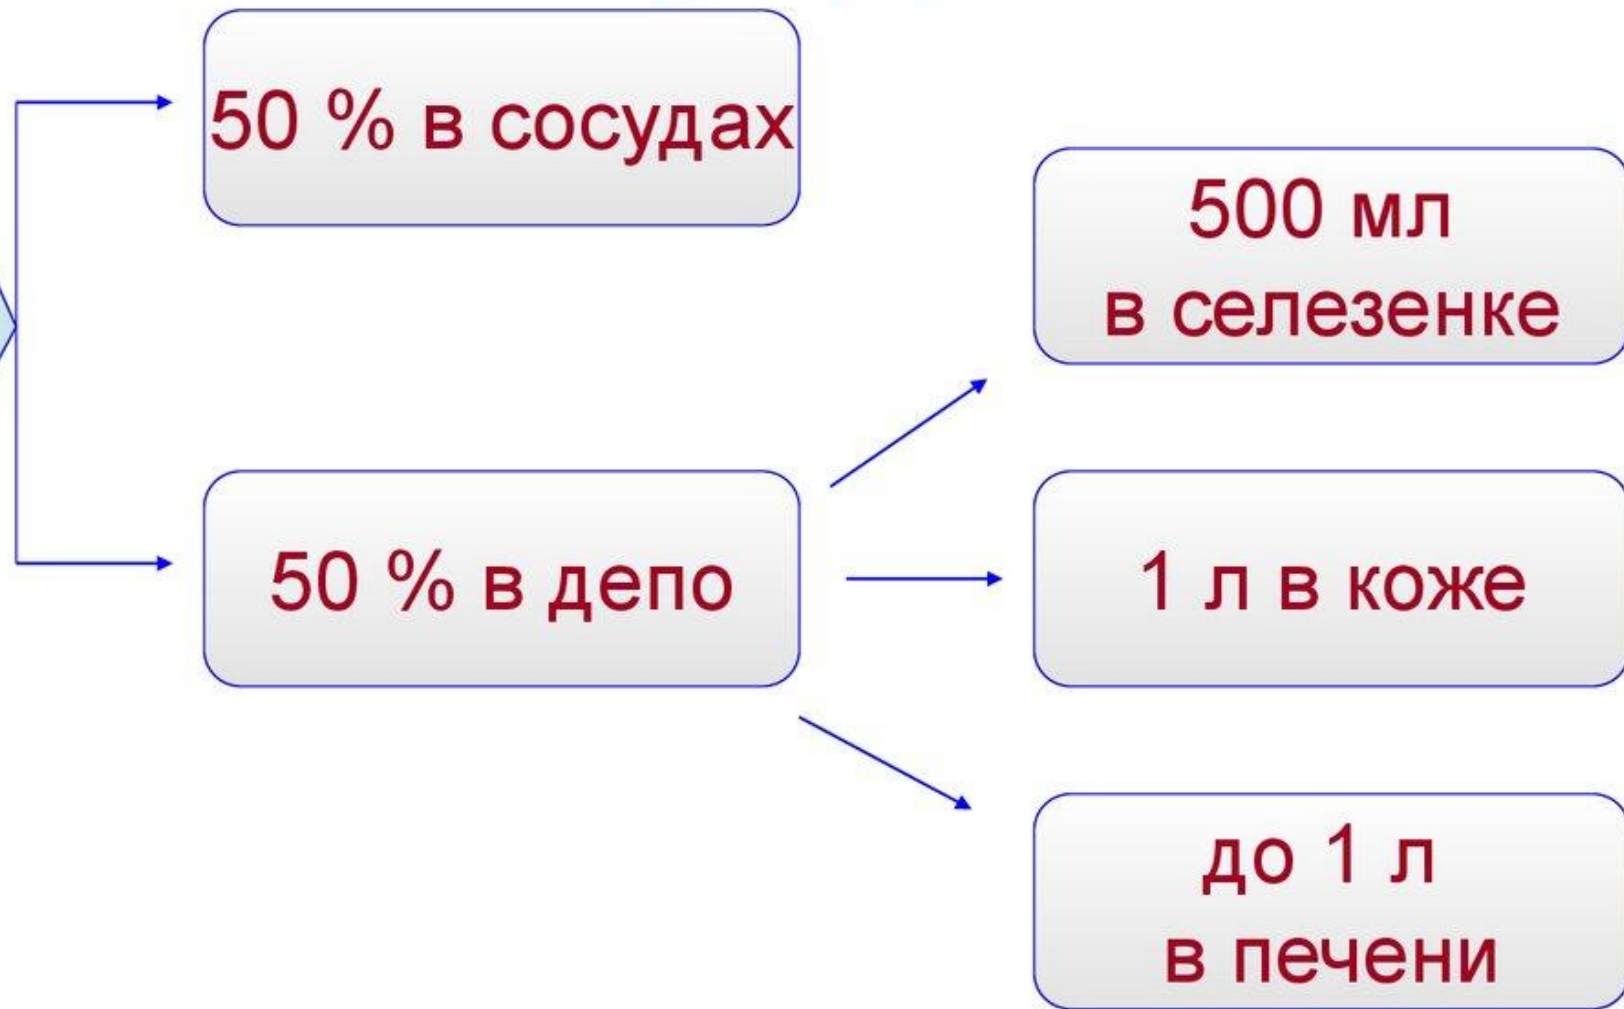 50 % в сосудах
500 мл
в селезенке
50 % в депо
1 л в коже
до 1 л
в печени